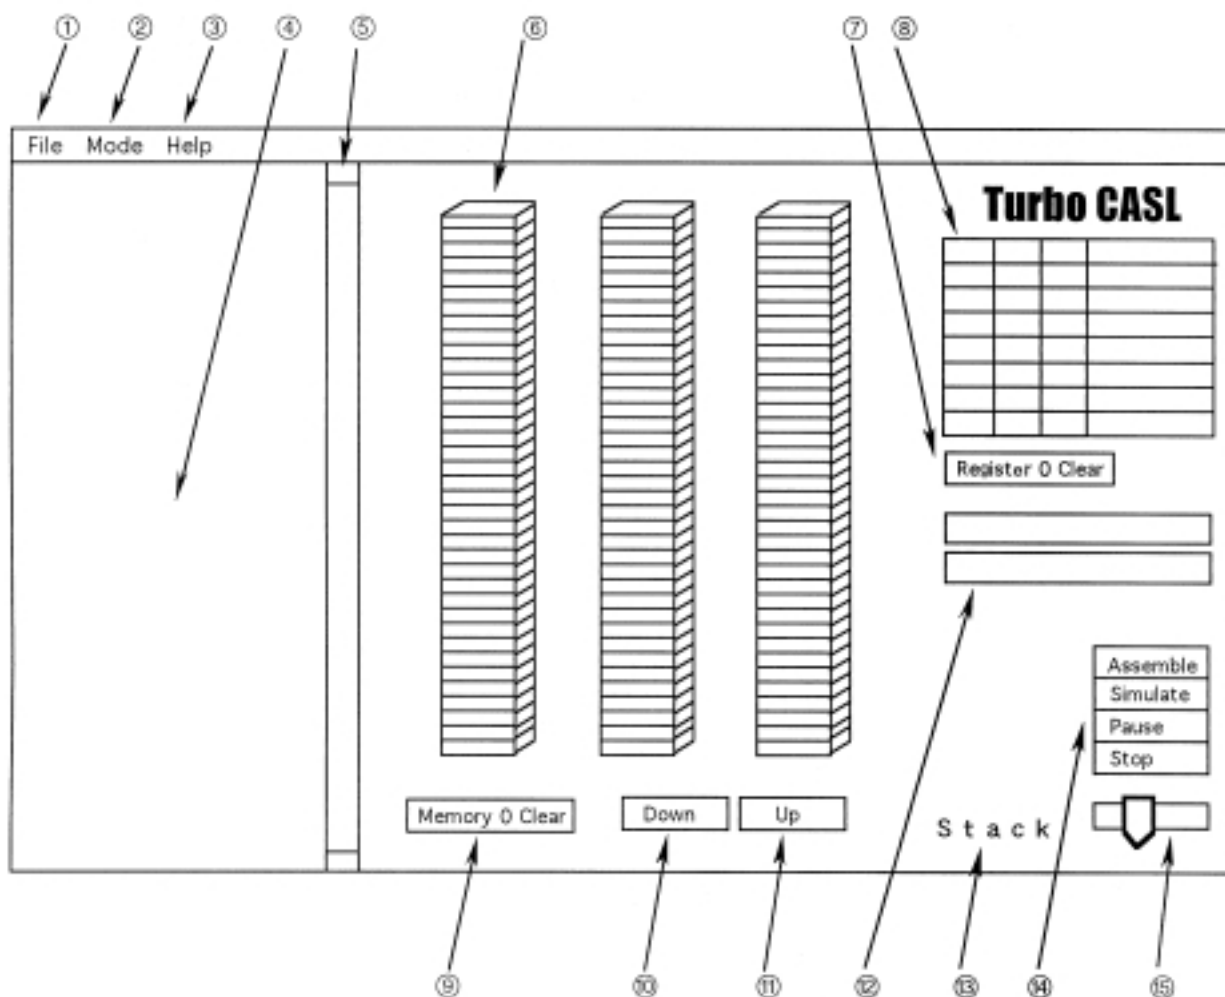 ① ② ③ ④ ⑤ ⑥ ⑦ ⑧
File Mode Help
Turbo CASL
Register 0 Clear
Assemble
Simulate
Pause
Stop
Memory 0 Clear Down Up
Stack
⑨ ⑩ ⑪ ⑫ ⑬ ⑭ ⑮